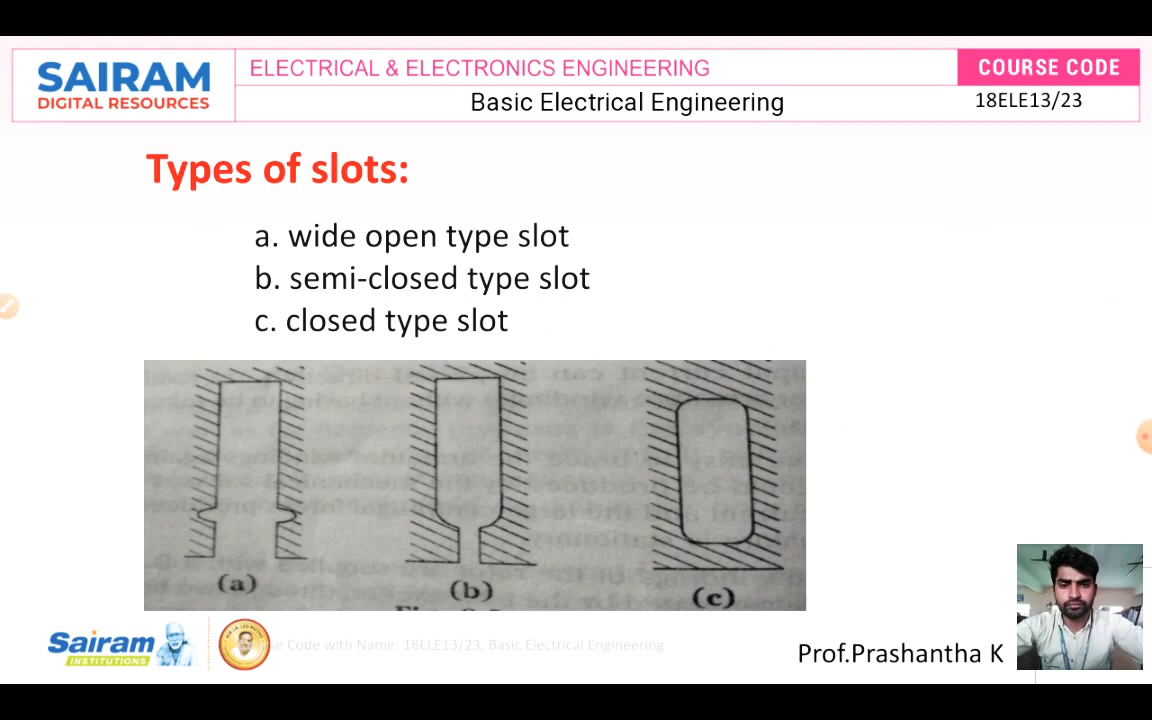 SAIRAM
DIGITAL RESOURCES
ELECTRICAL & ELECTRONICS ENGINEERING
Basic Electrical Engineering
COURSE CODE
18ELE13/23
Types of slots:
a. wide open type slot
b. semi-closed type slot
c. closed type slot
(a)
(b)
(c)
Sairam
INSTITUTIONS
Code with Name: 18ELE13/23, Basic Electrical Engineering
Prof.Prashantha K